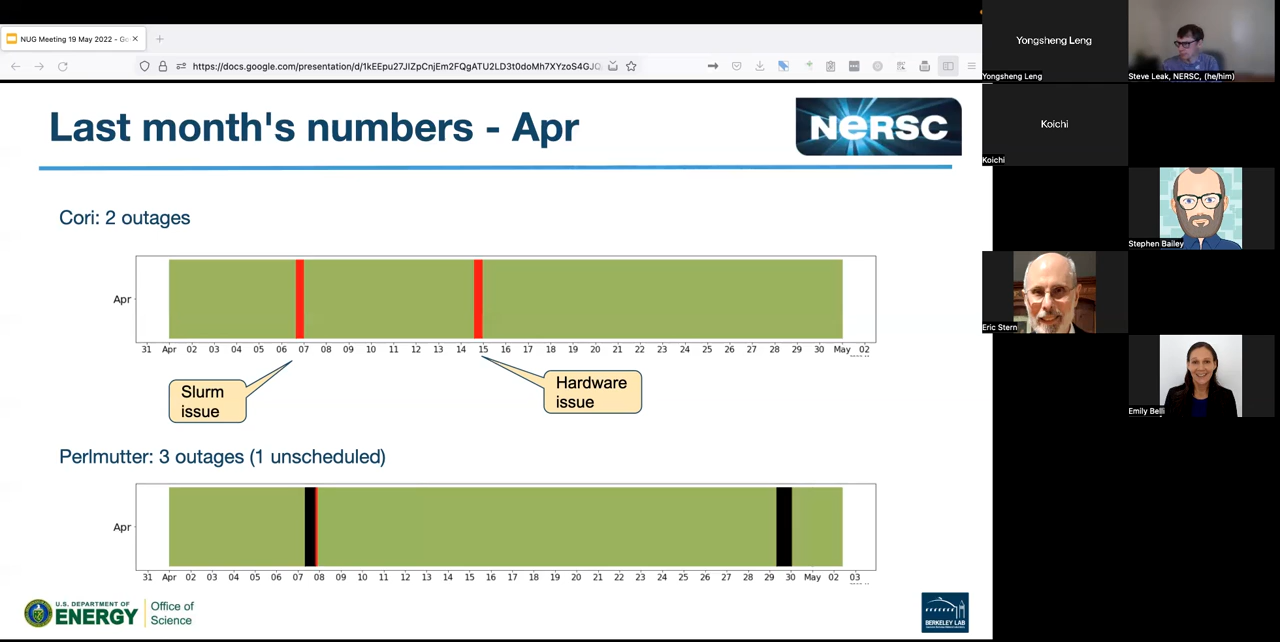 NUG Meeting 19 May 2022 - Go
https://docs.google.com/presentation/d/1kEEpu27JIZpCnjEm2FQgATU2LD3t0doMh7XYzoS4GJQ
Last month's numbers - Apr
NERSC
Cori: 2 outages
Apr
31 Apr 02 03 04 05 06 07 08 09 10 11 12 13 14 15 16 17 18 19 20 21 22 23 24 25 26 27 28 29 30 May 02
Slurm
issue
Hardware
issue
Perlmutter: 3 outages (1 unscheduled)
Apr
31 Apr 02 03 04 05 06 07 08 09 10 11 12 13 14 15 16 17 18 19 20 21 22 23 24 25 26 27 28 29 30 May 02 03
U.S. DEPARTMENT OF
ENERGY
Office of
Science
BERKELEY LAB
Yongsheng Leng
Yongsheng Leng
Steve Leak, NERSC, (he/him)
Koichi
Koichi
Stephen Bailey
Eric Stern
Emily Belli